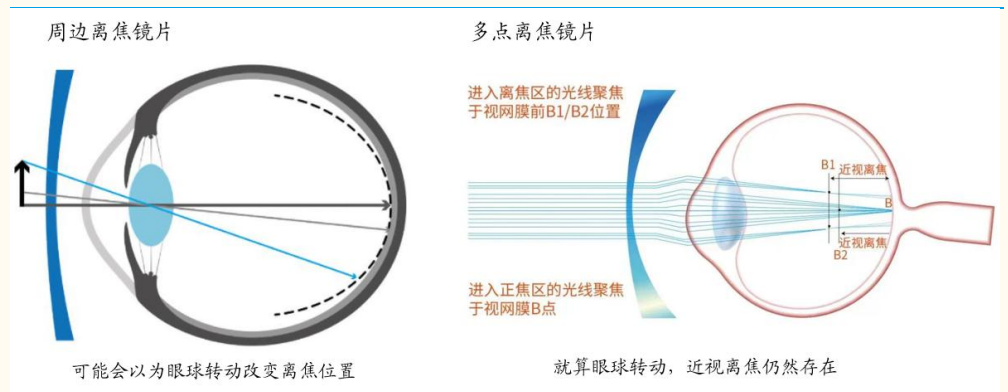 周边离焦镜片
多点离焦镜片
进入离焦区的光线聚焦
于视网膜前B1/B2位置
B1
近视离焦
B
近视离焦
B2
进入正焦区的光线聚焦
于视网膜B点
可能会以为眼球转动改变离焦位置
就算眼球转动，近视离焦仍然存在